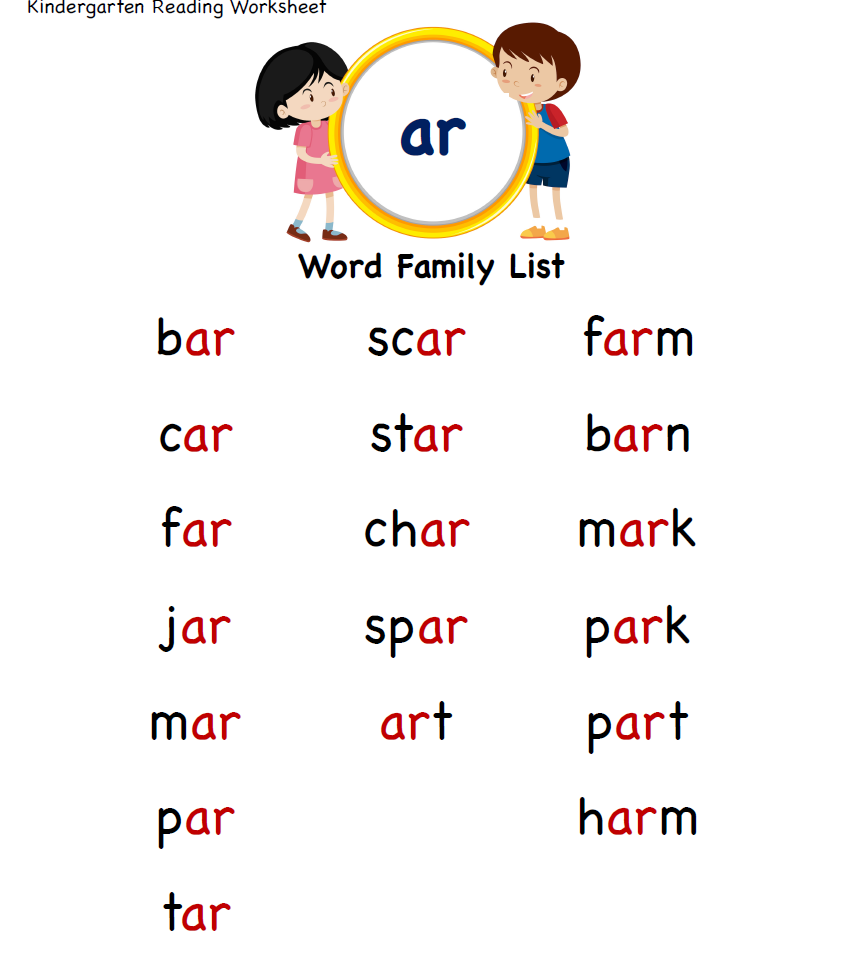 Kindergarten Reading Worksheet
ar
Word Family List
bar scar farm
car star barn
far char mark
jar spar park
mar art part
par harm
tar